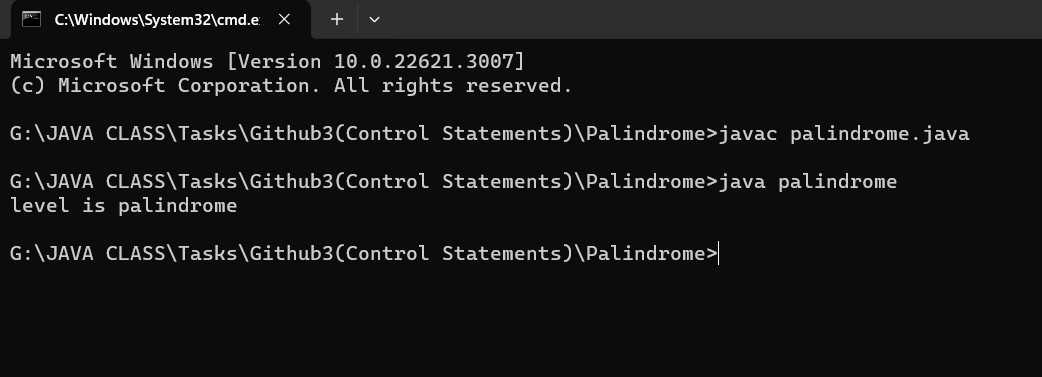 C:\Windows\System32\cmd.e
Microsoft Windows [Version 10.0.22621.3007]
(c) Microsoft Corporation. All rights reserved.
G:\JAVA CLASS\Tasks\Github3(Control Statements)\Palindrome>javac palindrome.java
G:\JAVA CLASS\Tasks\Github3(Control Statements)\Palindrome>java palindrome
level is palindrome
G:\JAVA CLASS\Tasks\Github3(Control Statements)\Palindrome>